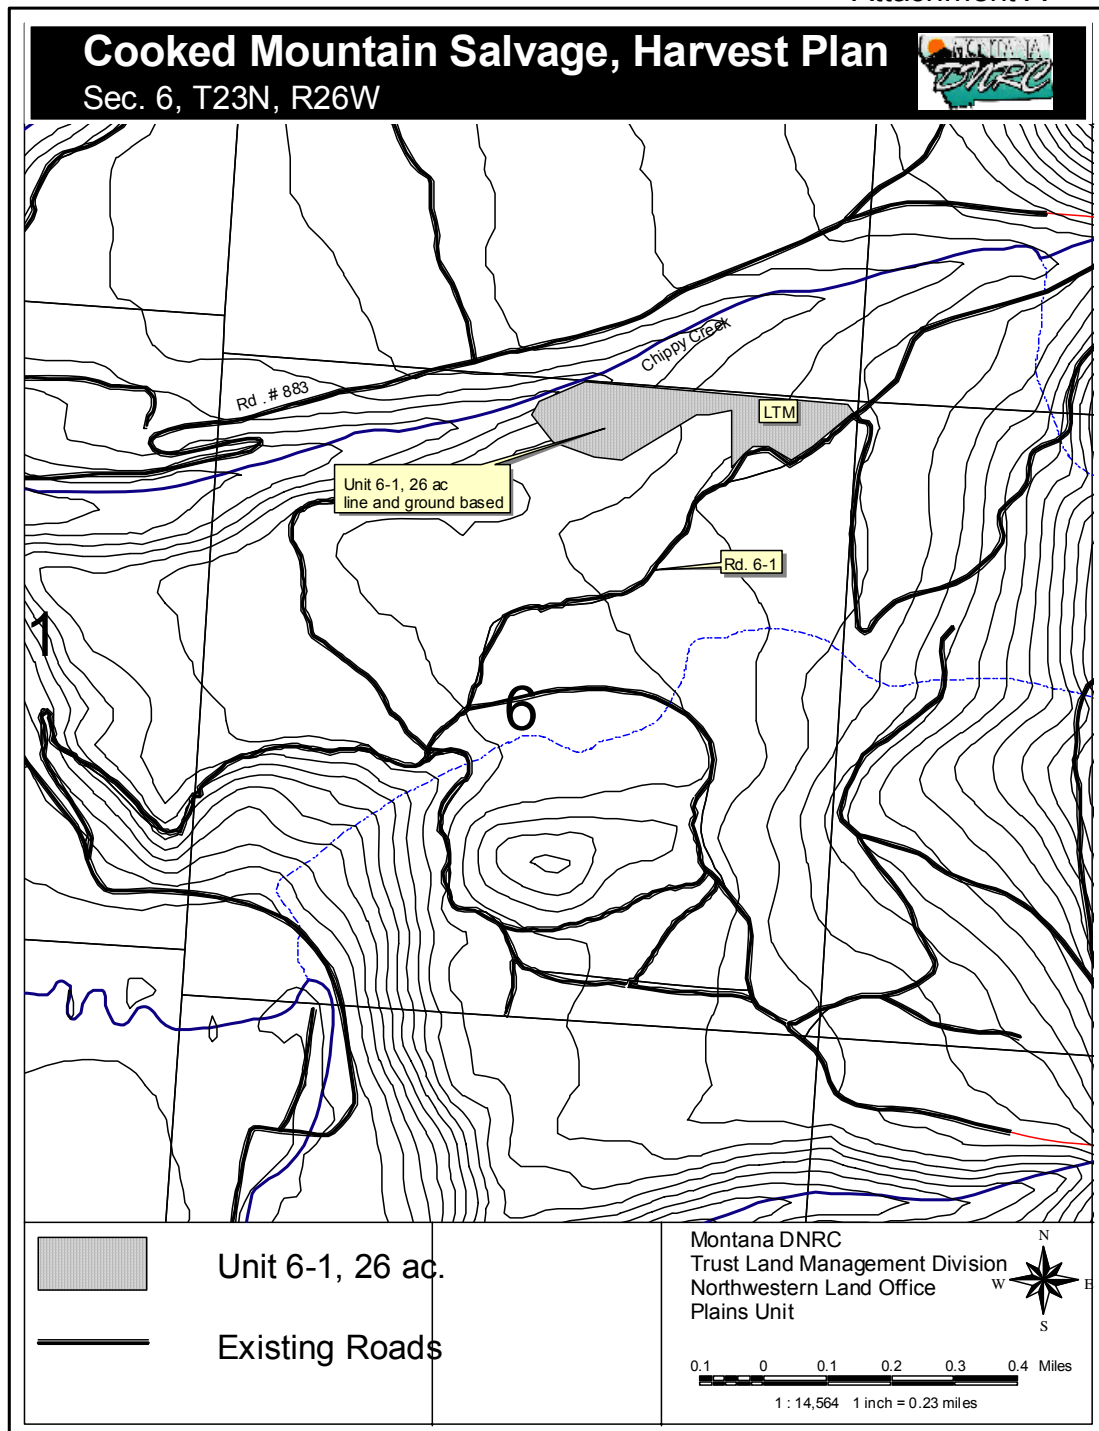 Cooked Mountain Salvage, Harvest Plan
Sec. 6, T23N, R26W
MONTANA
DNRC
Chippy Creek
Rd . # 883
LTM
Unit 6-1, 26 ac
line and ground based
Rd. 6-1
1
6
Unit 6-1, 26 ac.
Existing Roads
Montana DNRC
Trust Land Management Division
Northwestern Land Office
Plains Unit
N
W
E
S
0.1 0 0.1 0.2 0.3 0.4 Miles
1 : 14,564 1 inch = 0.23 miles